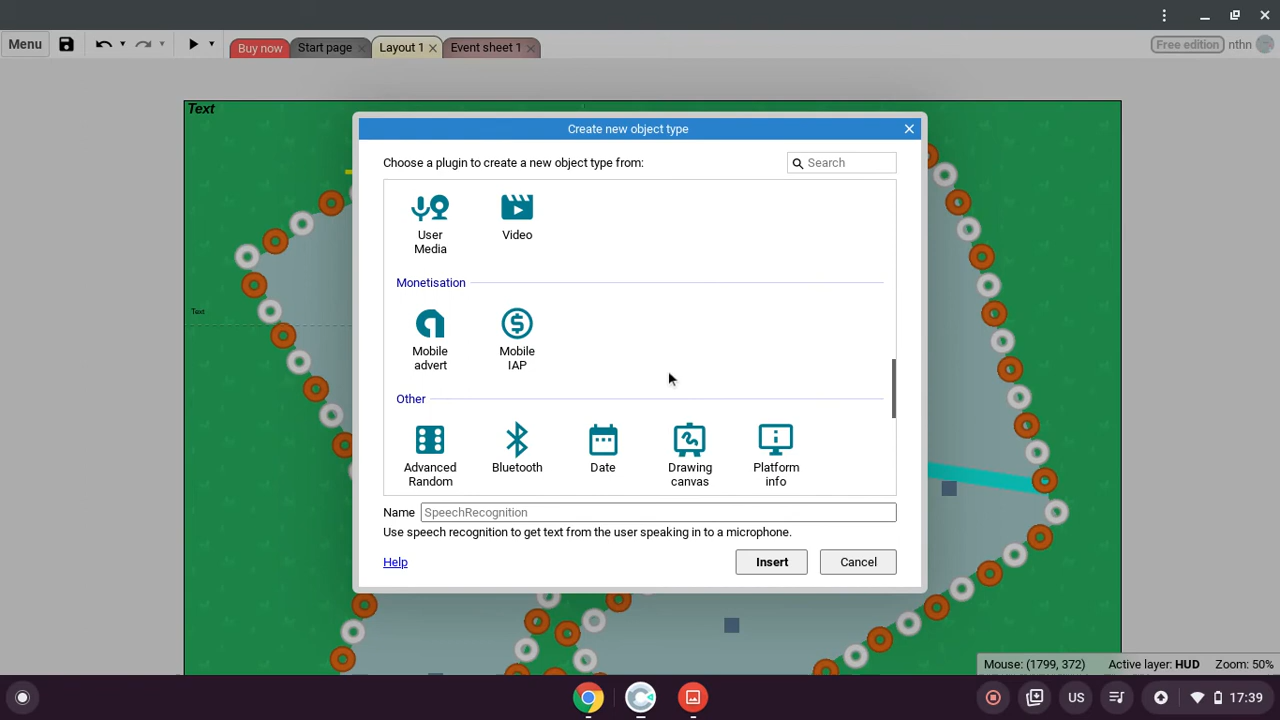 Menu
Buy now
Start page
Layout 1
Event sheet 1
Free edition
nthn
Text
Create new object type
Choose a plugin to create a new object type from:
Search
User
Media
Video
Monetisation
Mobile
advert
Mobile
IAP
Text
Other
Advanced
Random
Bluetooth
Date
Drawing
canvas
Platform
info
Name
SpeechRecognition
Use speech recognition to get text from the user speaking in to a microphone.
Help
Insert
Cancel
Mouse: (1799, 372)
Active layer: HUD
Zoom: 50%
US
17:39